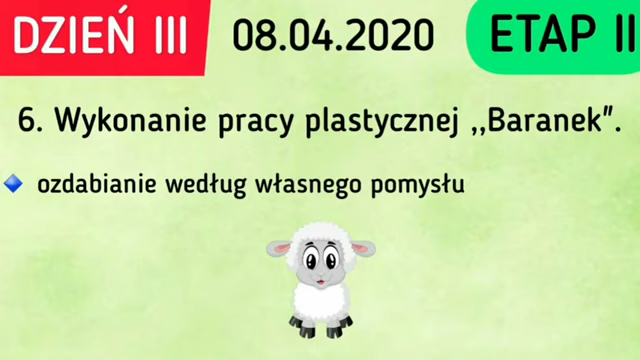 DZIEŃ III 08.04.2020 ETAP II
6. Wykonanie pracy plastycznej ,,Baranek".
ozdabianie według własnego pomysłu